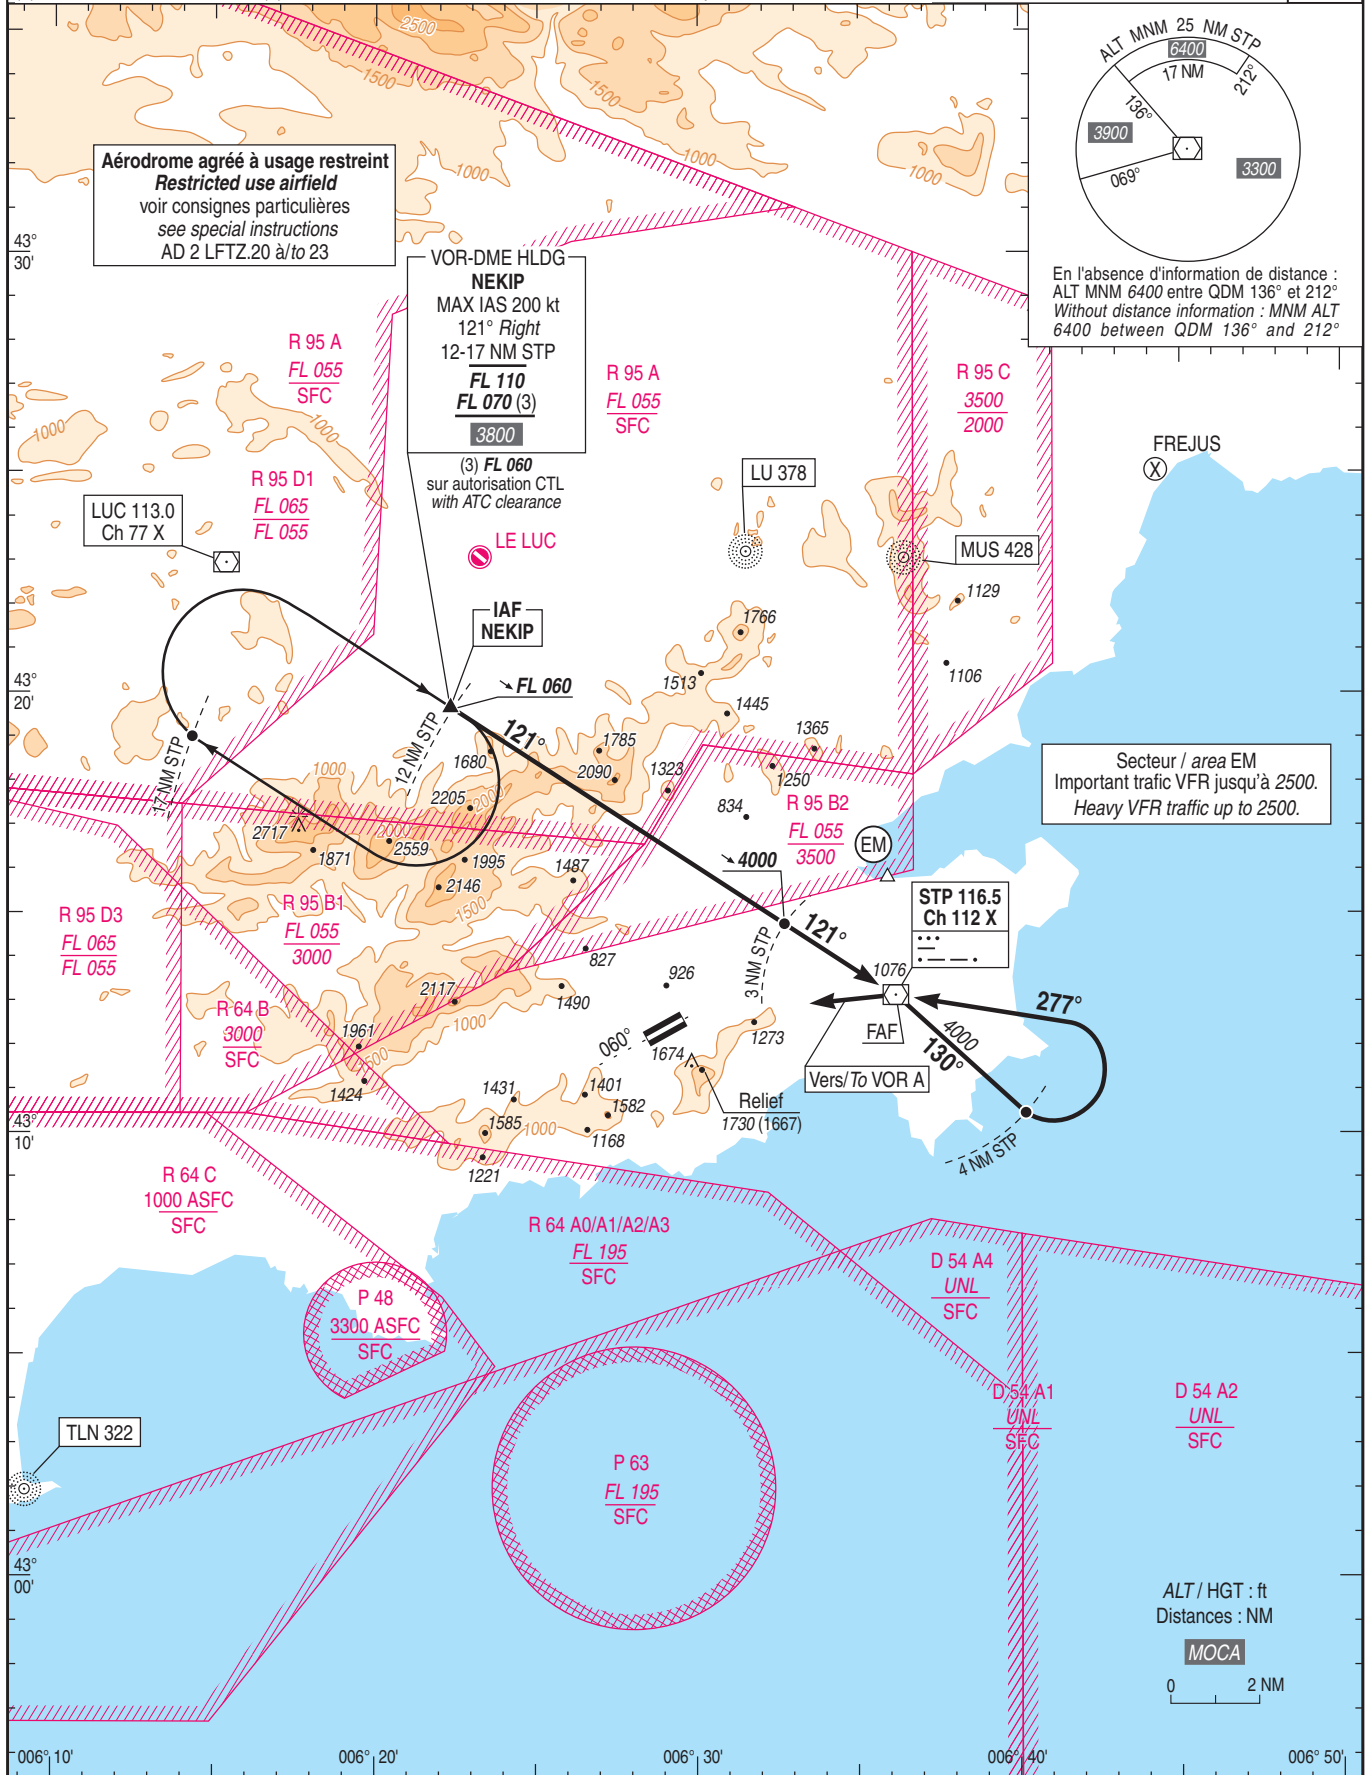 ALT MNM 25 NM STP
6400
17 NM
212°
136°
3900
3300
069°
En l'absence d'information de distance :
ALT MNM 6400 entre QDM 136° et 212°
Without distance information : MNM ALT
6400 between QDM 136° and 212°
2500
1500
1500
1000
1000
1000
Aérodrome agréé à usage restreint
Restricted use airfield
voir consignes particulières
see special instructions
AD 2 LFTZ.20 à/to 23
43°
30'
VOR-DME HLDG
NEKIP
MAX IAS 200 kt
121° Right
12-17 NM STP
FL 110
FL 070 (3)
3800
(3) FL 060
sur autorisation CTL
with ATC clearance
R 95 A
FL 055
SFC
R 95 A
FL 055
SFC
R 95 C
3500
2000
1000
1000
FREJUS
X
R 95 D1
FL 065
FL 055
LU 378
LUC 113.0
Ch 77 X
LE LUC
MUS 428
1129
IAF
NEKIP
1766
1106
43°
20'
FL 060
1513
1445
121°
12 NM STP
17 NM STP
1680
1785
2090
1323
1365
1250
Secteur / area EM
Important trafic VFR jusqu'à 2500.
Heavy VFR traffic up to 2500.
1000
2205
2000
2000
834
R 95 B2
FL 055
3500
2717
1871
2559
1995
2146
1487
4000
EM
1500
R 95 B1
FL 055
3000
R 95 D3
FL 065
FL 055
STP 116.5
Ch 112 X
121°
3 NM STP
827
926
1076
277°
2117
1490
R 64 B
3000
SFC
1000
1961
1500
060°
1674
1273
FAF
4000
130°
Vers/To VOR A
1424
1431
1401
1582
Relief
1730 (1667)
43°
10'
1585
1000
1168
1221
4 NM STP
R 64 C
1000 ASFC
SFC
R 64 A0/A1/A2/A3
FL 195
SFC
D 54 A4
UNL
SFC
P 48
3300 ASFC
SFC
D 54 A1
UNL
SFC
D 54 A2
UNL
SFC
TLN 322
P 63
FL 195
SFC
43°
00'
ALT / HGT : ft
Distances : NM
MOCA
0 2 NM
006° 10' 006° 20' 006° 30' 006° 40' 006° 50'